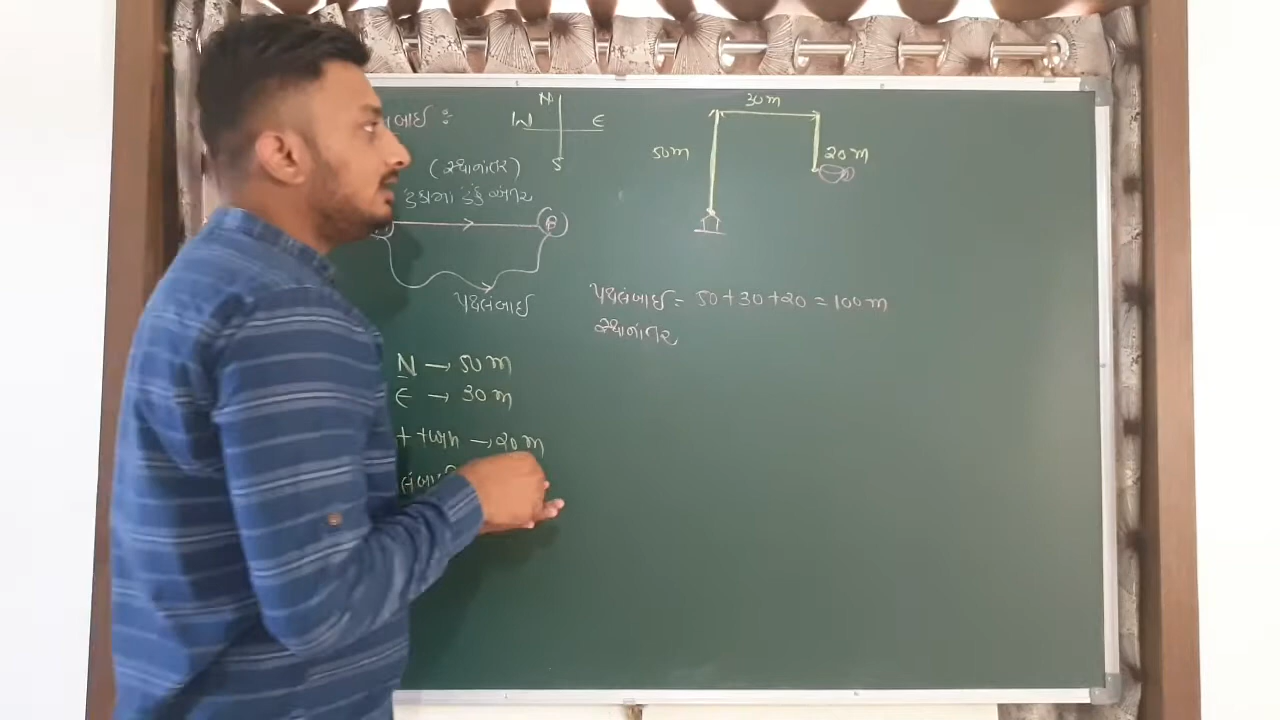 લંબાઈ :
N
W E
S
(સ્થાનાંતર)
ટુંકામાં ટુંકુ અંતર
B
પથલંબાઈ
N → 50 m
E → 30 m
→ 20 m
30 m
50 m
20 m
પથલંબાઈ = 50 + 30 + 20 = 100 m
સ્થાનાંતર